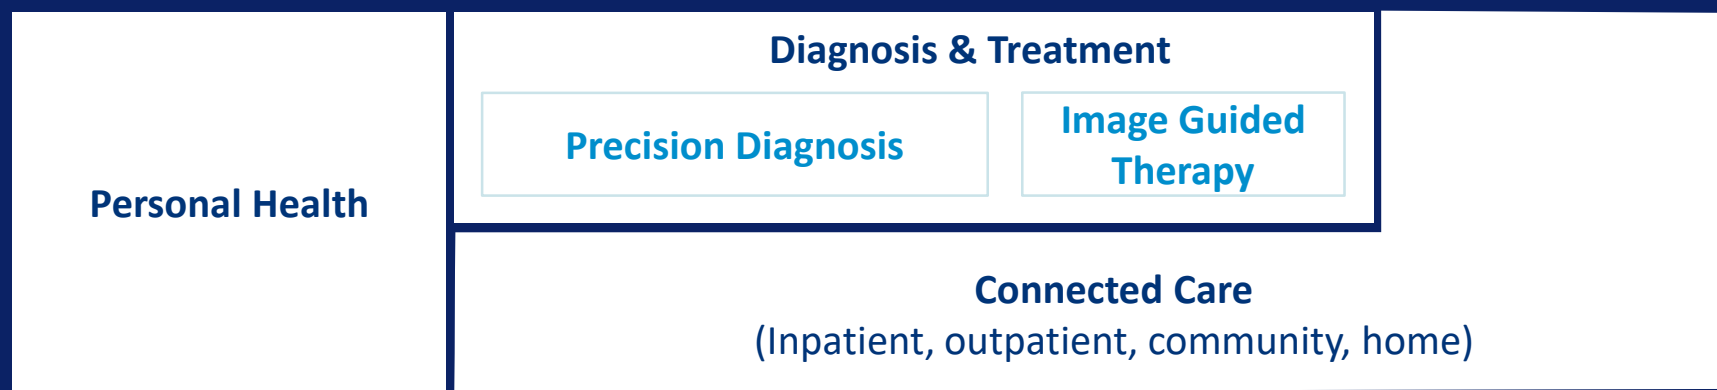 Personal Health
Diagnosis & Treatment
Precision Diagnosis
Image Guided
Therapy
Connected Care
(Inpatient, outpatient, community, home)